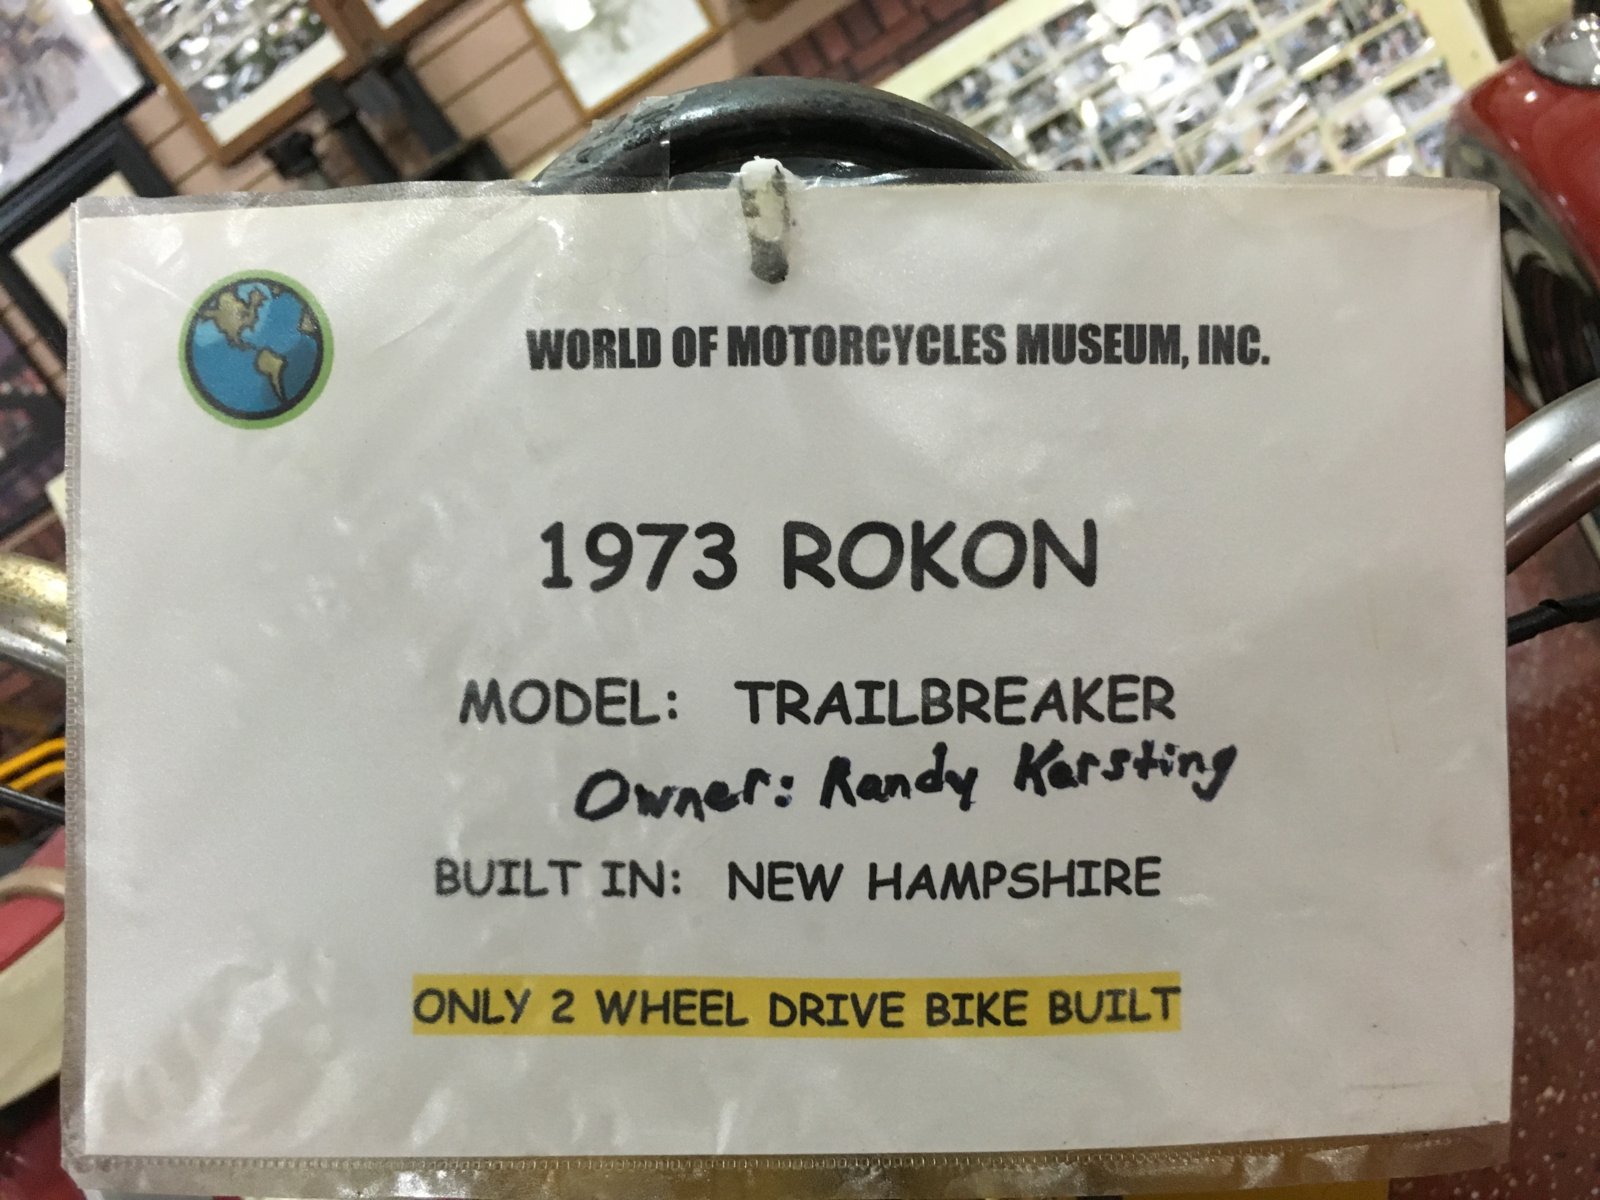 WORLD OF MOTORCYCLES MUSEUM, INC.
1973 ROKON
MODEL: TRAILBREAKER
Owner: Randy Kersting
BUILT IN: NEW HAMPSHIRE
ONLY 2 WHEEL DRIVE BIKE BUILT